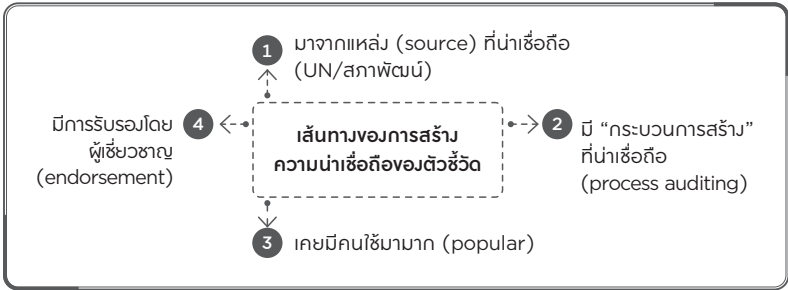 1 มาจากแหล่ง (source) ที่น่าเชื่อถือ
(UN/สภาพัฒน์)
เส้นทางของการสร้าง
ความน่าเชื่อถือของตัวชี้วัด
2 มี “กระบวนการสร้าง”
ที่น่าเชื่อถือ
(process auditing)
3 เคยมีคนใช้มามาก (popular)
มีการรับรองโดย 4
ผู้เชี่ยวชาญ
(endorsement)